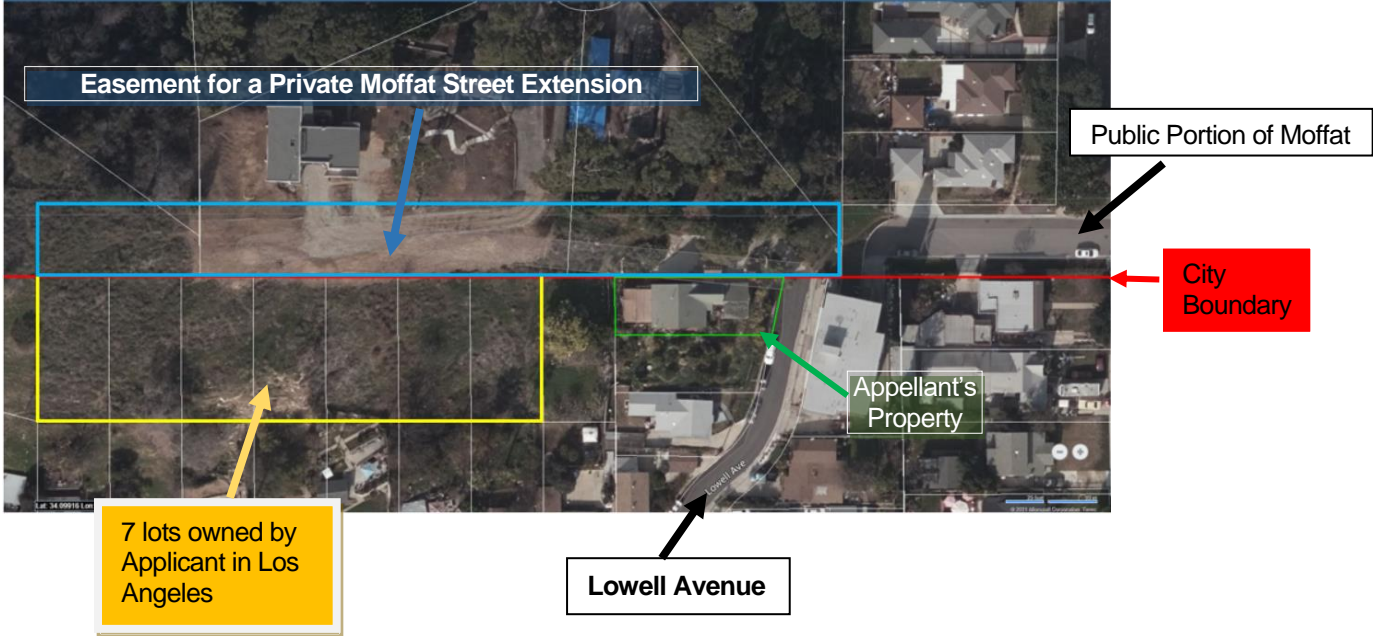 Easement for a Private Moffat Street Extension
Public Portion of Moffat
City
Boundary
Appellant's
Property
Lowell Ave
7 lots owned by
Applicant in Los
Angeles
Lowell Avenue